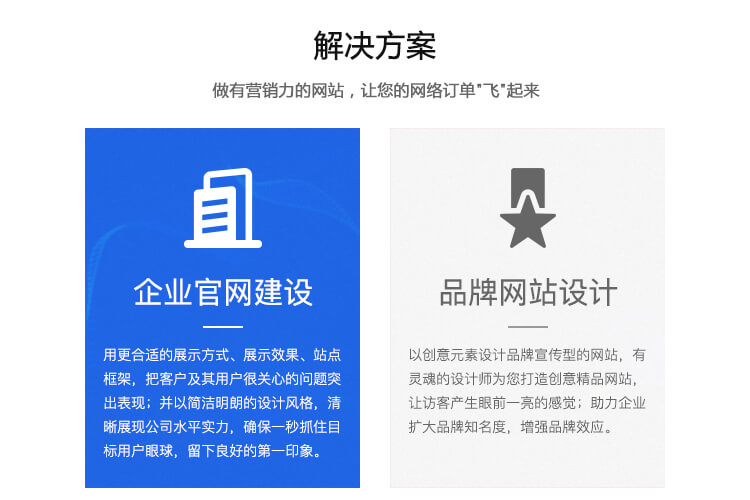 解决方案
做有营销力的网站，让您的网络订单"飞"起来
企业官网建设
用更合适的展示方式、展示效果、站点
框架，把客户及其用户很关心的问题突
出表现；并以简洁明朗的设计风格，清
晰展现公司水平实力，确保一秒抓住目
标用户眼球，留下良好的第一印象。
品牌网站设计
以创意元素设计品牌宣传型的网站，有
灵魂的设计师为您打造创意精品网站，
让访客产生眼前一亮的感觉；助力企业
扩大品牌知名度，增强品牌效应。